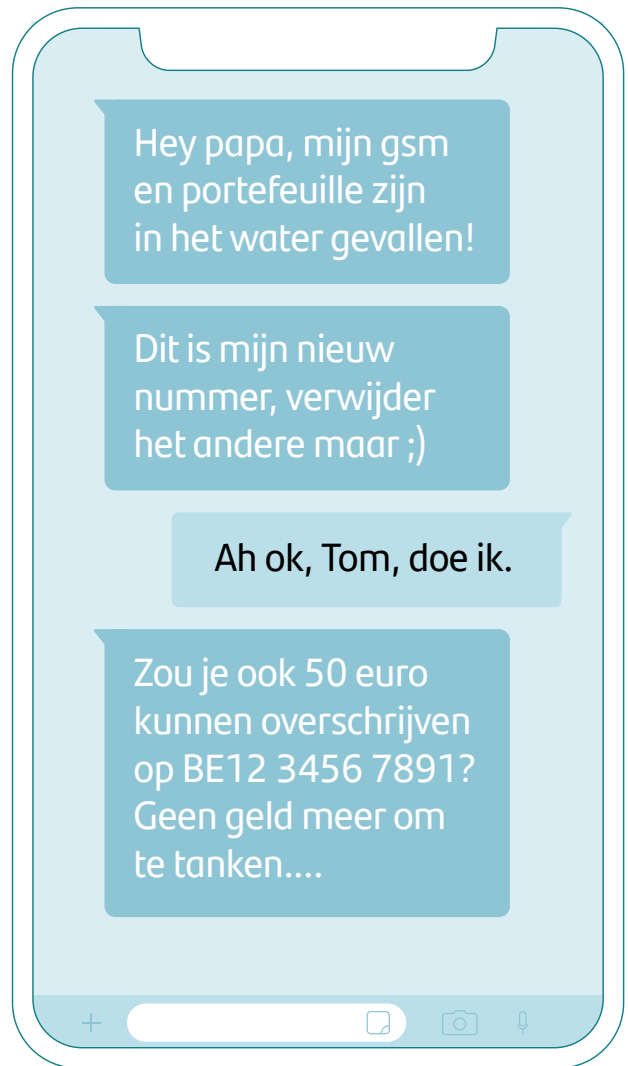 Hey papa, mijn gsm
en portefeuille zijn
in het water gevallen!
Dit is mijn nieuw
nummer, verwijder
het andere maar ;)
Ah ok, Tom, doe ik.
Zou je ook 50 euro
kunnen overschrijven
op BE12 3456 7891?
Geen geld meer om
te tanken....